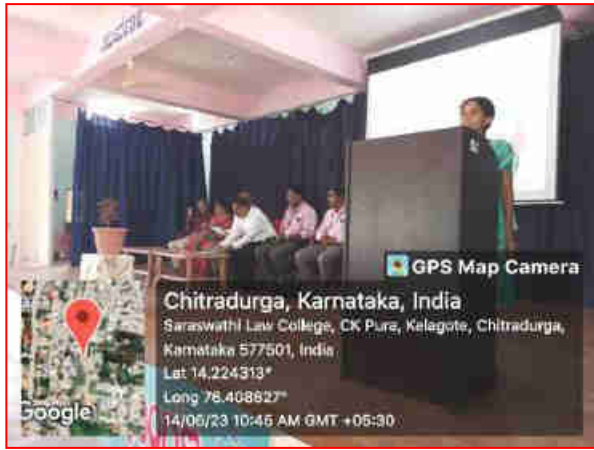 GPS Map Camera
Chitradurga, Karnataka, India
Saraswathi Law College, CK Pura, Kelagote, Chitradurga,
Karnataka 577501, India
Lat 14.224313°
Long 76.408627°
14/06/23 10:46 AM GMT +05:30
Google